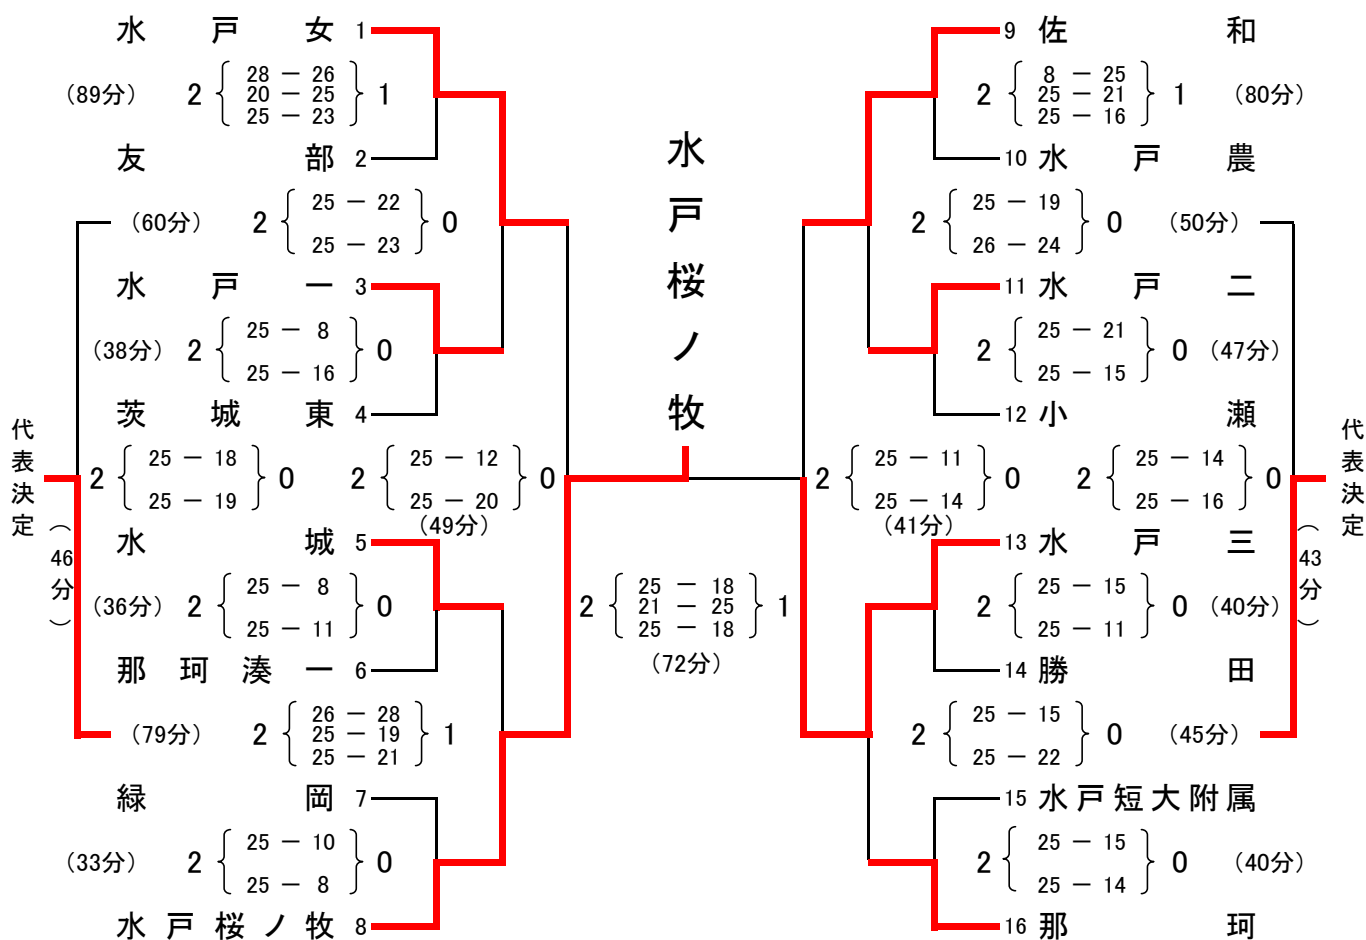 水戸女 1
(89分) 2 28 － 26 1
20 － 25
25 － 23
友部 2
(60分) 2 25 － 22 0
25 － 23
水戸一 3
(38分) 2 25 － 8 0
25 － 16
茨城東 4
代表決定
2 25 － 18 0
25 － 19
(46分)
2 25 － 12 0
25 － 20
(49分)
水城 5
(36分) 2 25 － 8 0
25 － 11
那珂湊一 6
(79分) 2 26 － 28 1
25 － 19
25 － 21
緑岡 7
(33分) 2 25 － 10 0
25 － 8
水戸桜ノ牧 8
水戸桜ノ牧
2 25 － 18 1
21 － 25
25 － 18
(72分)
9 佐和
2 8 － 25 1 (80分)
25 － 21
25 － 16
10 水戸農
2 25 － 19 0 (50分)
26 － 24
11 水戸二
2 25 － 21 0 (47分)
25 － 15
12 小瀬
2 25 － 11 0
25 － 14
(41分)
2 25 － 14 0
25 － 16
代表決定
(43分)
13 水戸三
2 25 － 15 0 (40分)
25 － 11
14 勝田
2 25 － 15 0 (45分)
25 － 22
15 水戸短大附属
2 25 － 15 0 (40分)
25 － 14
16 那珂